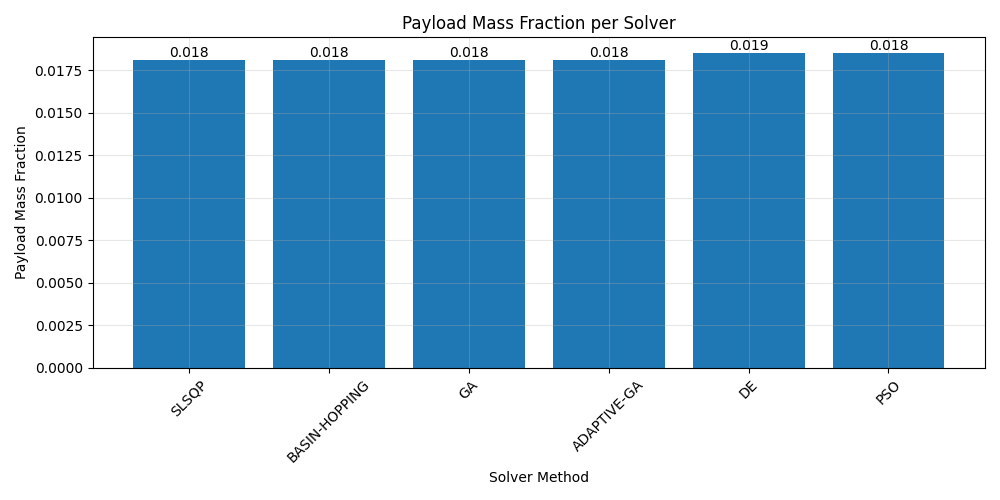 Payload Mass Fraction per Solver
0.018
0.018
0.018
0.018
0.019
0.018
Payload Mass Fraction
0.0175
0.0150
0.0125
0.0100
0.0075
0.0050
0.0025
0.0000
SLSQP
BASIN-HOPPING
GA
ADAPTIVE-GA
DE
PSO
Solver Method